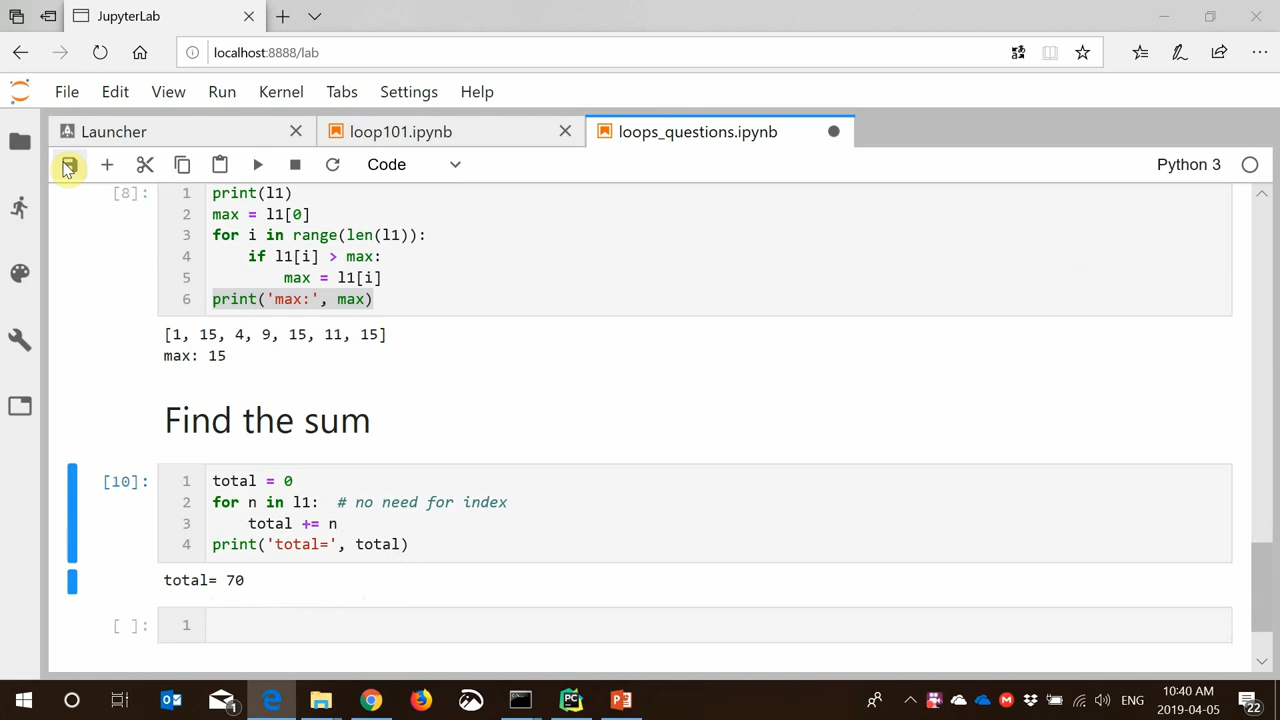 JupyterLab
localhost:8888/lab
File Edit View Run Kernel Tabs Settings Help
Launcher loop101.ipynb loops_questions.ipynb
Code Python 3
[8]: 1 print(l1)
2 max = l1[0]
3 for i in range(len(l1)):
4 if l1[i] > max:
5 max = l1[i]
6 print('max:', max)
[1, 15, 4, 9, 15, 11, 15]
max: 15
Find the sum
[10]: 1 total = 0
2 for n in l1: # no need for index
3 total += n
4 print('total=', total)
total= 70
[ ]: 1
1 PC P ENG 10:40 AM
2019-04-05 22